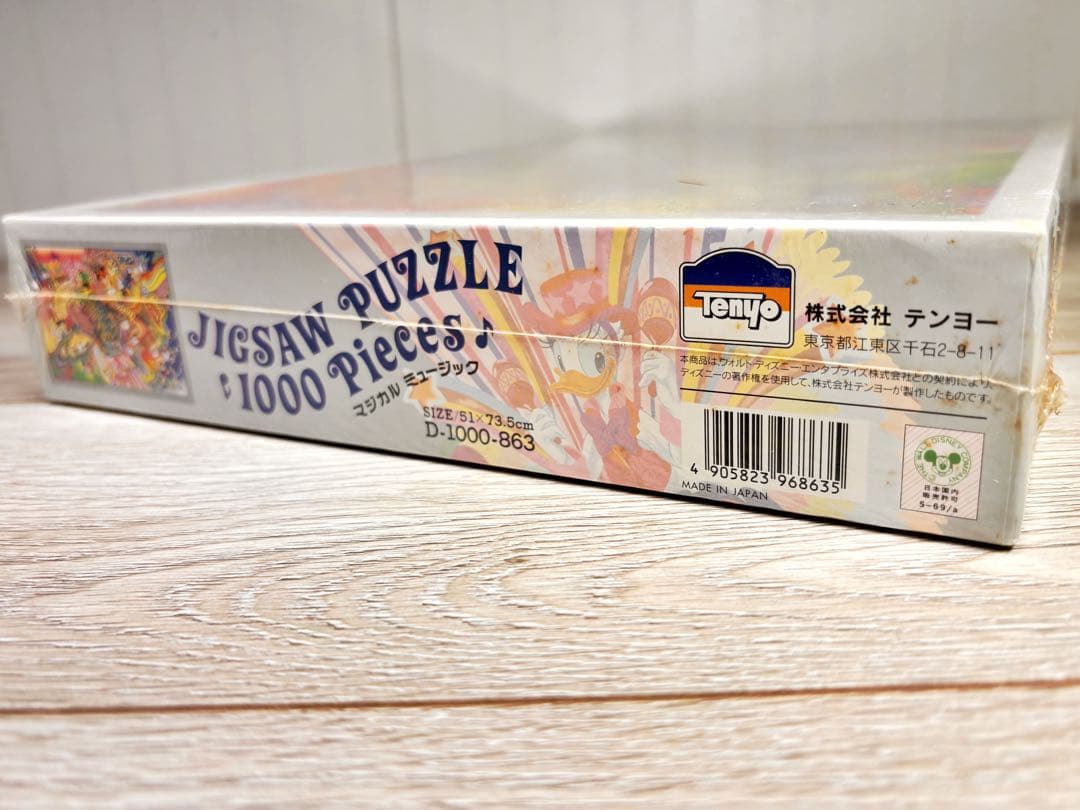 JIGSAW PUZZLE
1000 Pieces♪
マジカル ミュージック
SIZE/51×73.5cm
D-1000-863
Tenyo
株式会社 テンヨー
東京都江東区千石2-8-11
本商品は、ウォルト・ディズニー・エンタプライズ株式会社との契約により、
ディズニーの著作権を使用して、株式会社テンヨーが製作したものです。
4 905823 968635
MADE IN JAPAN
日本国内
販売許可
S-69/a